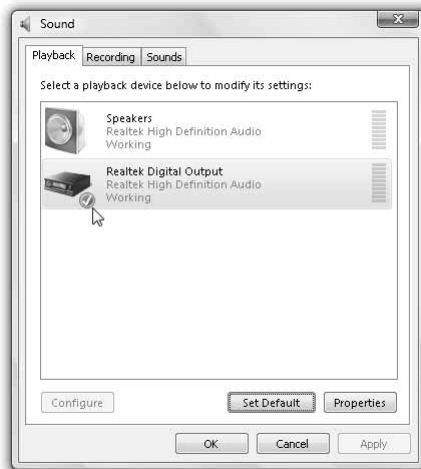 Sound
Playback Recording Sounds
Select a playback device below to modify its settings:
Speakers
Realtek High Definition Audio
Working
Realtek Digital Output
Realtek High Definition Audio
Working
Configure Set Default Properties
OK Cancel Apply